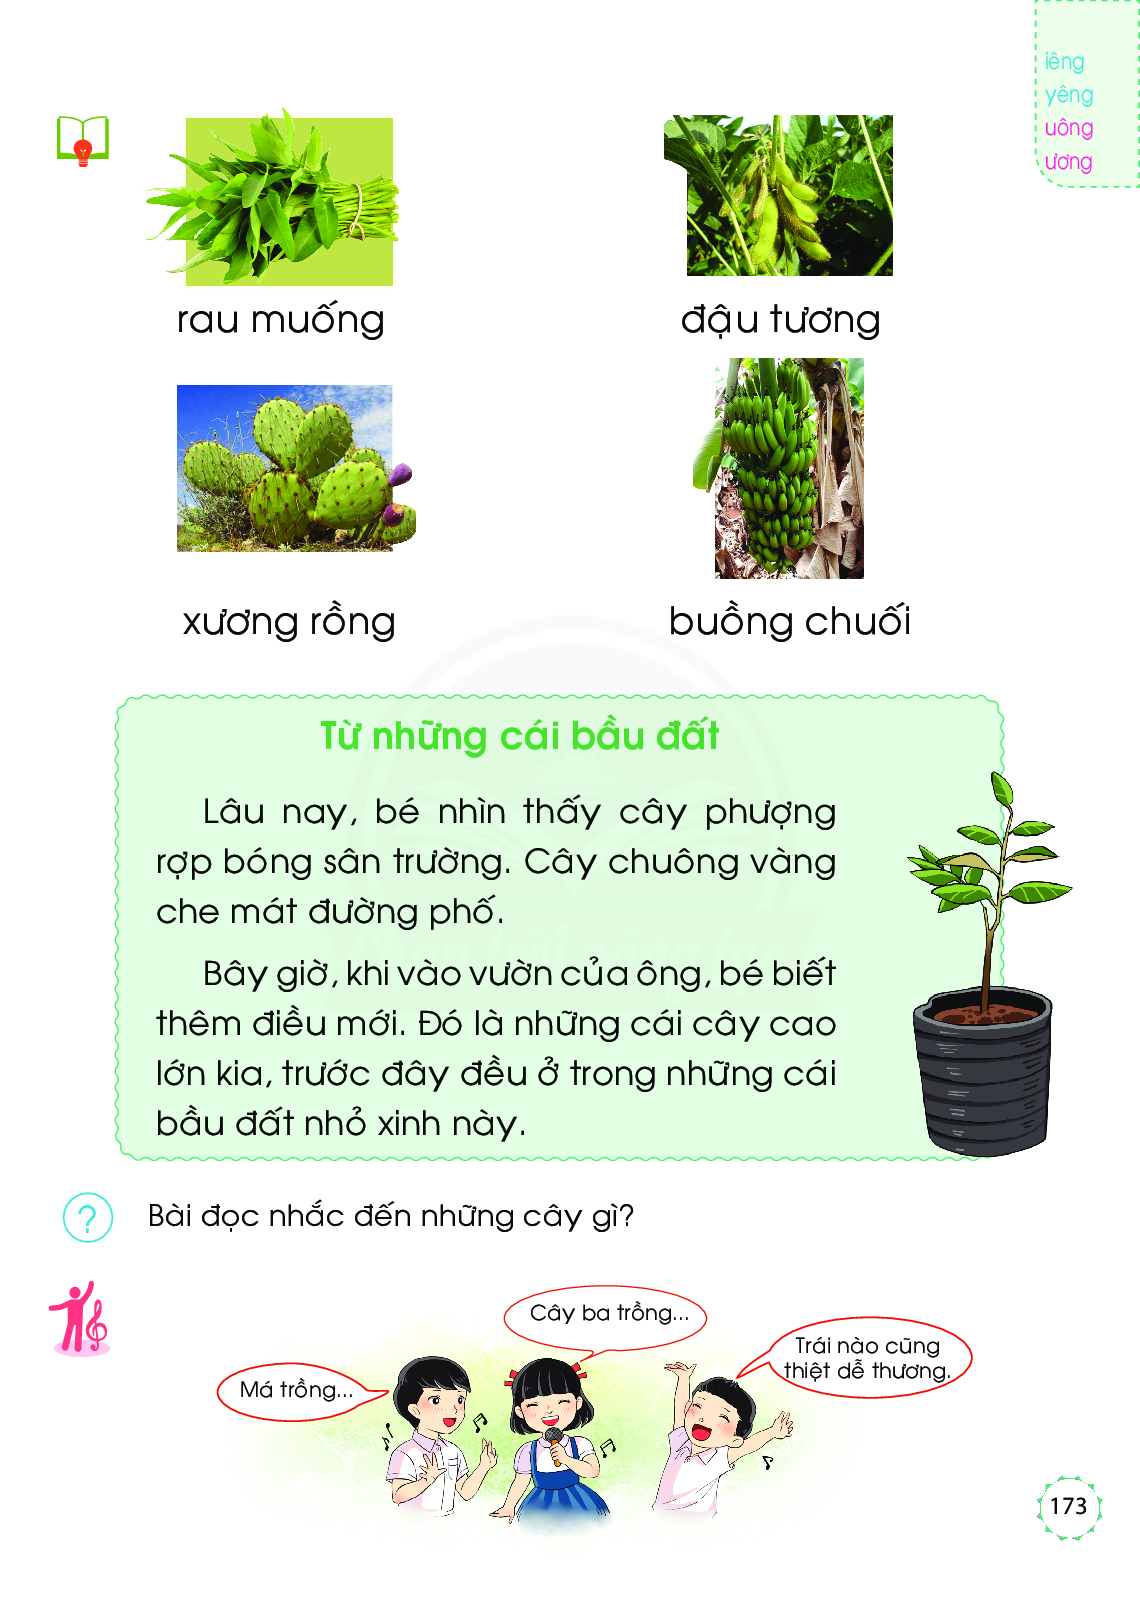 iêng
yêng
uông
ương
rau muống
đậu tương
xương rồng
buồng chuối
Từ những cái bầu đất
Lâu nay, bé nhìn thấy cây phượng
rợp bóng sân trường. Cây chuông vàng
che mát đường phố.
Bây giờ, khi vào vườn của ông, bé biết
thêm điều mới. Đó là những cái cây cao
lớn kia, trước đây đều ở trong những cái
bầu đất nhỏ xinh này.
?
Bài đọc nhắc đến những cây gì?
Má trồng...
Cây ba trồng...
Trái nào cũng
thiệt dễ thương.
173